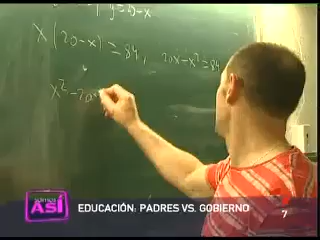 y=20-x
x(20-x)=84, 20x-x²=84
x²-20x
ASÍ
EDUCACIÓN: PADRES VS. GOBIERNO
7